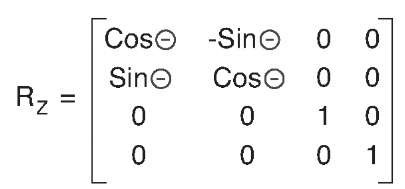 Cos⊖ -Sin⊖ 0 0
Sin⊖ Cos⊖ 0 0
R_Z =
0 0 1 0
0 0 0 1